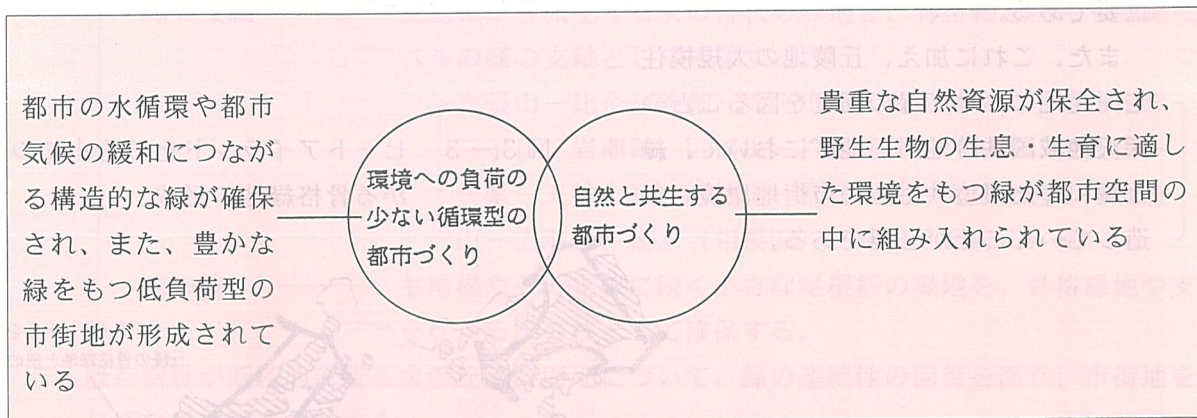 都市の水循環や都市
気候の緩和につなが
る構造的な緑が確保
され、また、豊かな
緑をもつ低負荷型の
市街地が形成されて
いる
環境への負荷の
少ない循環型の
都市づくり
自然と共生する
都市づくり
貴重な自然資源が保全され、
野生生物の生息・生育に適し
た環境をもつ緑が都市空間の
中に組み入れられている